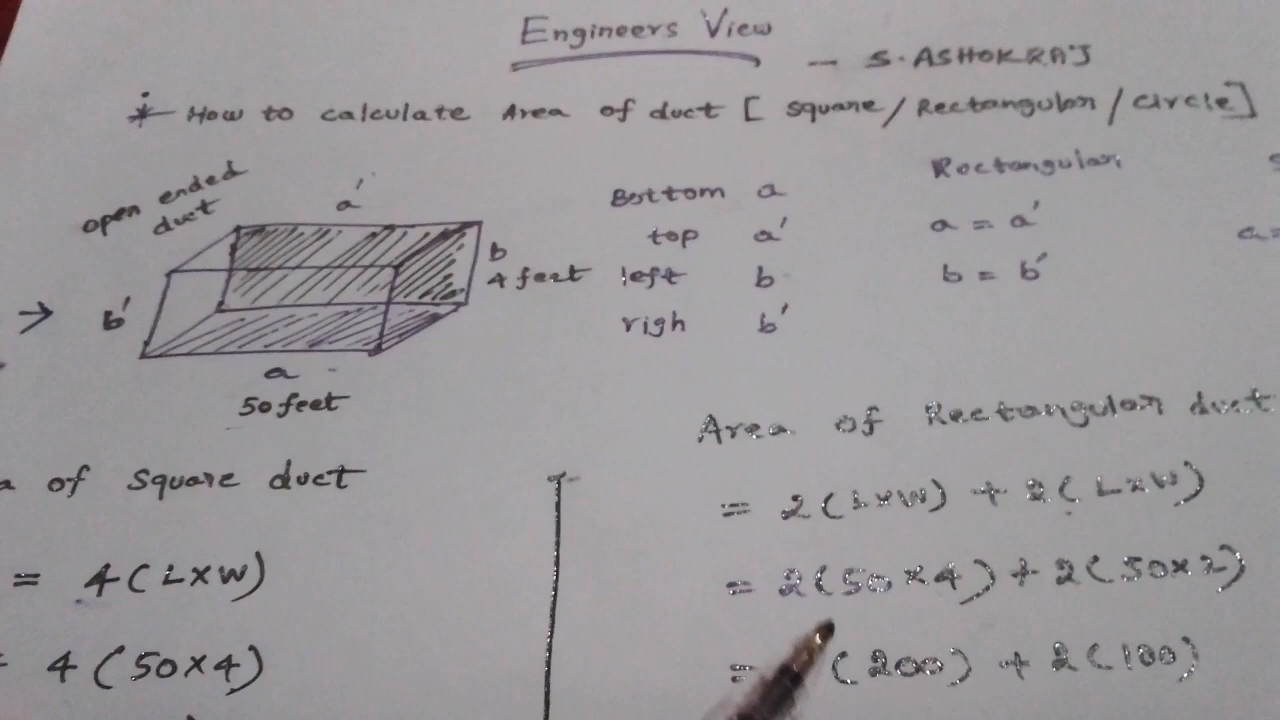 Engineers View
— S. ASHOKRAJ
* How to calculate Area of duct [ Square/Rectangular/circle]
open ended
duct
a'
b
4 feet
b'
a
50 feet
Bottom a
top a'
left b
righ b'
Rectangular
a = a'
b = b'
a=
of Square duct
= 4(L×W)
4(50×4)
Area of Rectangular duct
= 2(L×W) + 2(L×W)
= 2(50×4) + 2(50×2)
= (200) + 2(100)